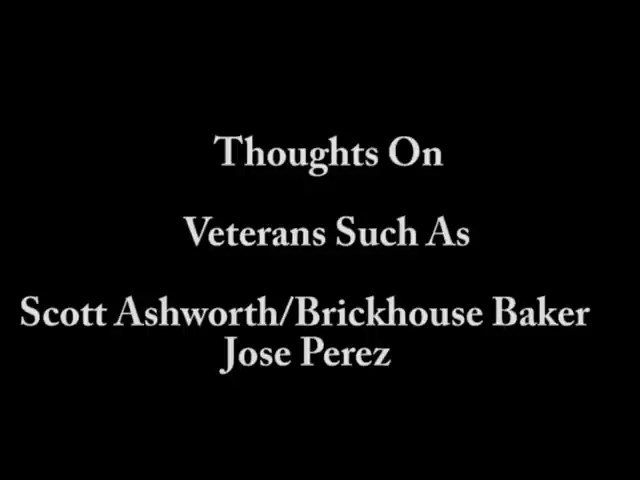 Thoughts On
Veterans Such As
Scott Ashworth/Brickhouse Baker
Jose Perez